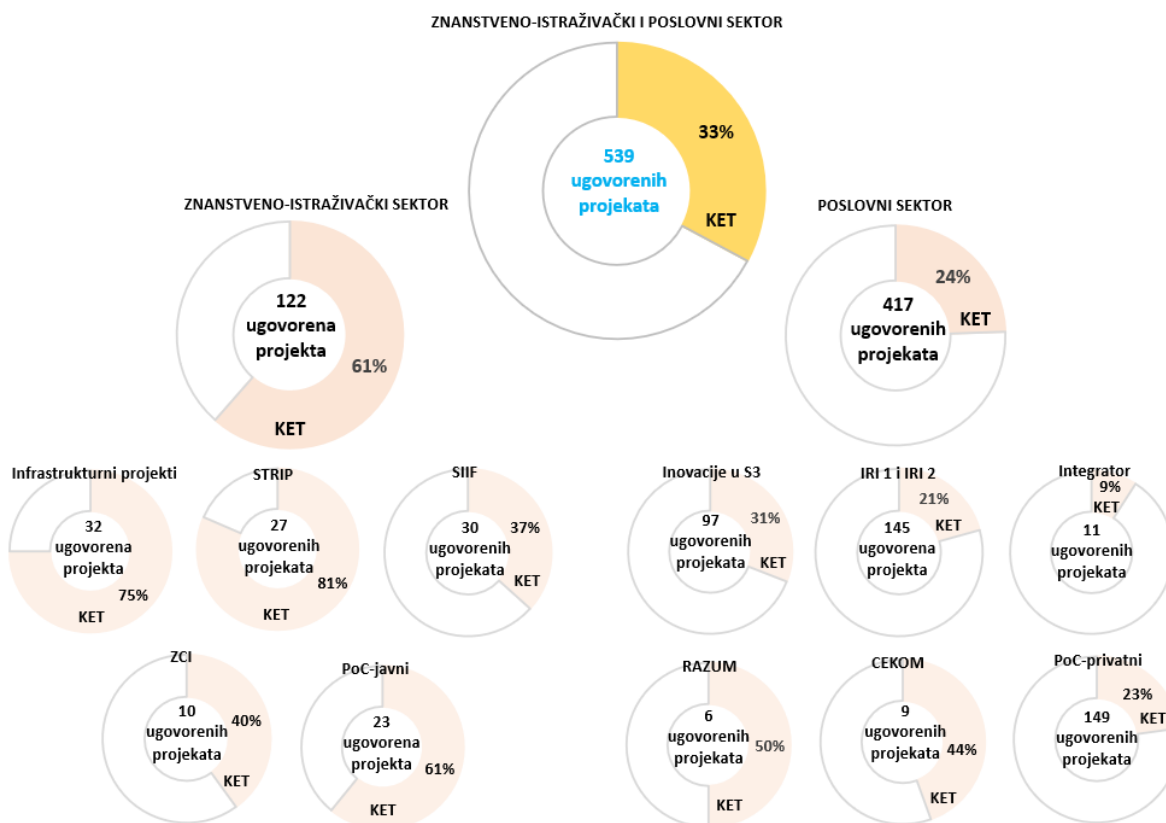 ZNANSTVENO-ISTRAŽIVAČKI I POSLOVNI SEKTOR
33%
539
ugovorenih
projekata
KET
ZNANSTVENO-ISTRAŽIVAČKI SEKTOR
122
ugovorena
projekta
61%
KET
POSLOVNI SEKTOR
24%
417
ugovorenih
projekata
KET
Infrastrukturni projekti
32
ugovorena
projekta
75%
KET
STRIP
27
ugovorenih
projekata
81%
KET
SIIF
30
ugovorenih
projekata
37%
KET
Inovacije u S3
97
ugovorenih
projekata
31%
KET
IRI 1 i IRI 2
21%
KET
145
ugovorena
projekta
Integrator
9%
KET
11
ugovorenih
projekata
ZCI
10
ugovorenih
projekata
40%
KET
PoC-javni
23
ugovorena
projekta
61%
KET
RAZUM
6
ugovorenih
projekata
50%
KET
CEKOM
9
ugovorenih
projekata
44%
KET
PoC-privatni
23%
KET
149
ugovorenih
projekata